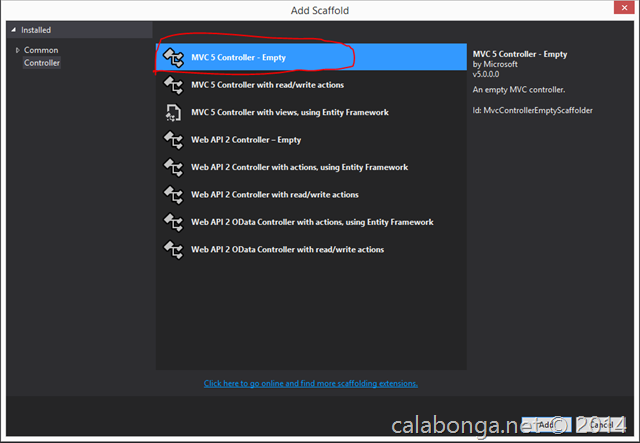 Add Scaffold
Installed
Common
Controller
MVC 5 Controller - Empty
MVC 5 Controller with read/write actions
MVC 5 Controller with views, using Entity Framework
Web API 2 Controller – Empty
Web API 2 Controller with actions, using Entity Framework
Web API 2 Controller with read/write actions
Web API 2 OData Controller with actions, using Entity Framework
Web API 2 OData Controller with read/write actions
MVC 5 Controller - Empty
by Microsoft
v5.0.0.0
An empty MVC controller.
Id: MvcControllerEmptyScaffolder
Click here to go online and find more scaffolding extensions.
Add
Cancel
calabonga.net © 2014